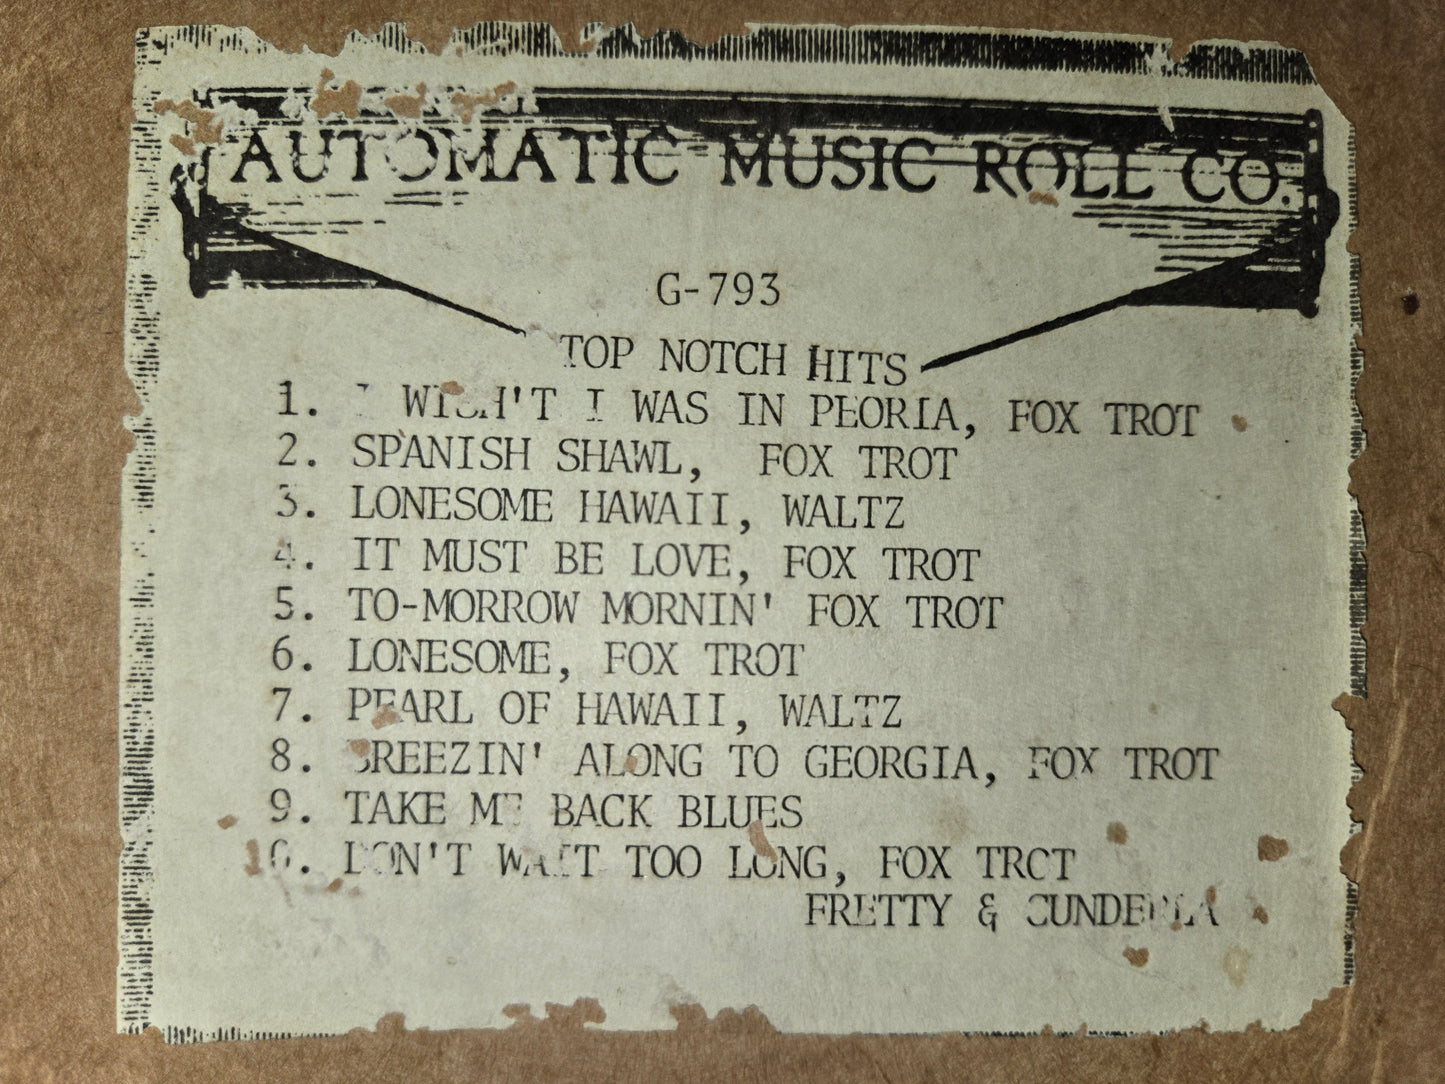 AUTOMATIC MUSIC ROLL CO.
G-793
TOP NOTCH HITS
1. I WISH'T I WAS IN PEORIA, FOX TROT
2. SPANISH SHAWL, FOX TROT
3. LONESOME HAWAII, WALTZ
4. IT MUST BE LOVE, FOX TROT
5. TO-MORROW MORNIN' FOX TROT
6. LONESOME, FOX TROT
7. PEARL OF HAWAII, WALTZ
8. BREEZIN' ALONG TO GEORGIA, FOX TROT
9. TAKE ME BACK BLUES
10. DON'T WAIT TOO LONG, FOX TROT
FRETTY &